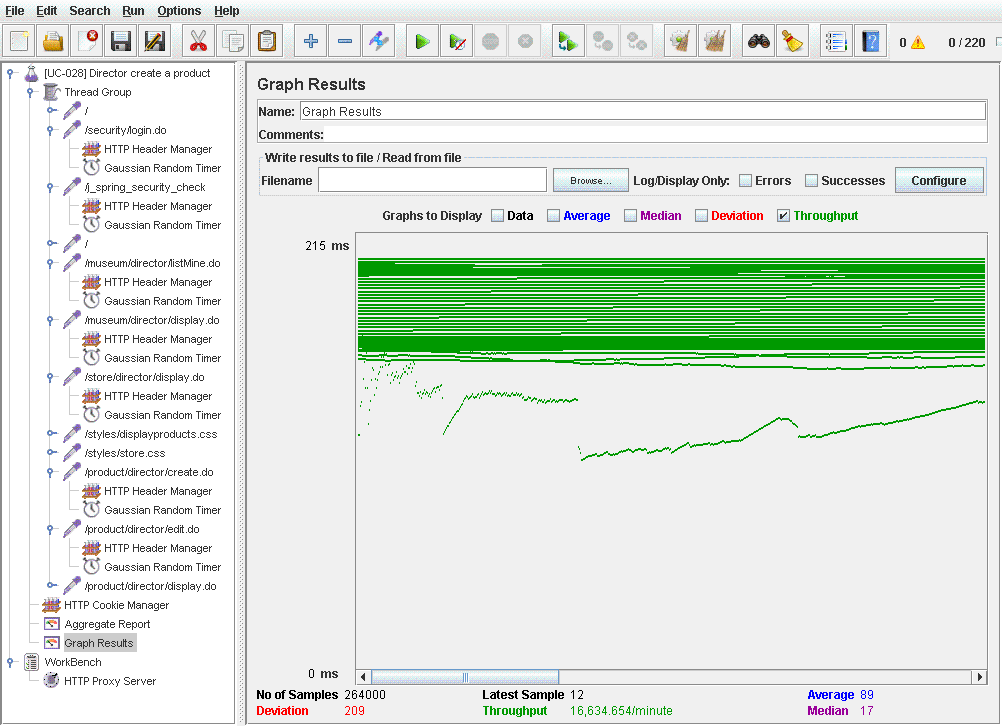 File Edit Search Run Options Help
0 0 / 220
[UC-028] Director create a product
Thread Group
/
/security/login.do
HTTP Header Manager
Gaussian Random Timer
/j_spring_security_check
HTTP Header Manager
Gaussian Random Timer
/
/museum/director/listMine.do
HTTP Header Manager
Gaussian Random Timer
/museum/director/display.do
HTTP Header Manager
Gaussian Random Timer
/store/director/display.do
HTTP Header Manager
Gaussian Random Timer
/styles/displayproducts.css
/styles/store.css
/product/director/create.do
HTTP Header Manager
Gaussian Random Timer
/product/director/edit.do
HTTP Header Manager
Gaussian Random Timer
/product/director/display.do
HTTP Cookie Manager
Aggregate Report
Graph Results
WorkBench
HTTP Proxy Server
Graph Results
Name: Graph Results
Comments:
Write results to file / Read from file
Filename Browse... Log/Display Only: Errors Successes Configure
Graphs to Display Data Average Median Deviation Throughput
215 ms
0 ms
No of Samples 264000 Latest Sample 12 Average 89
Deviation 209 Throughput 16,634.654/minute Median 17